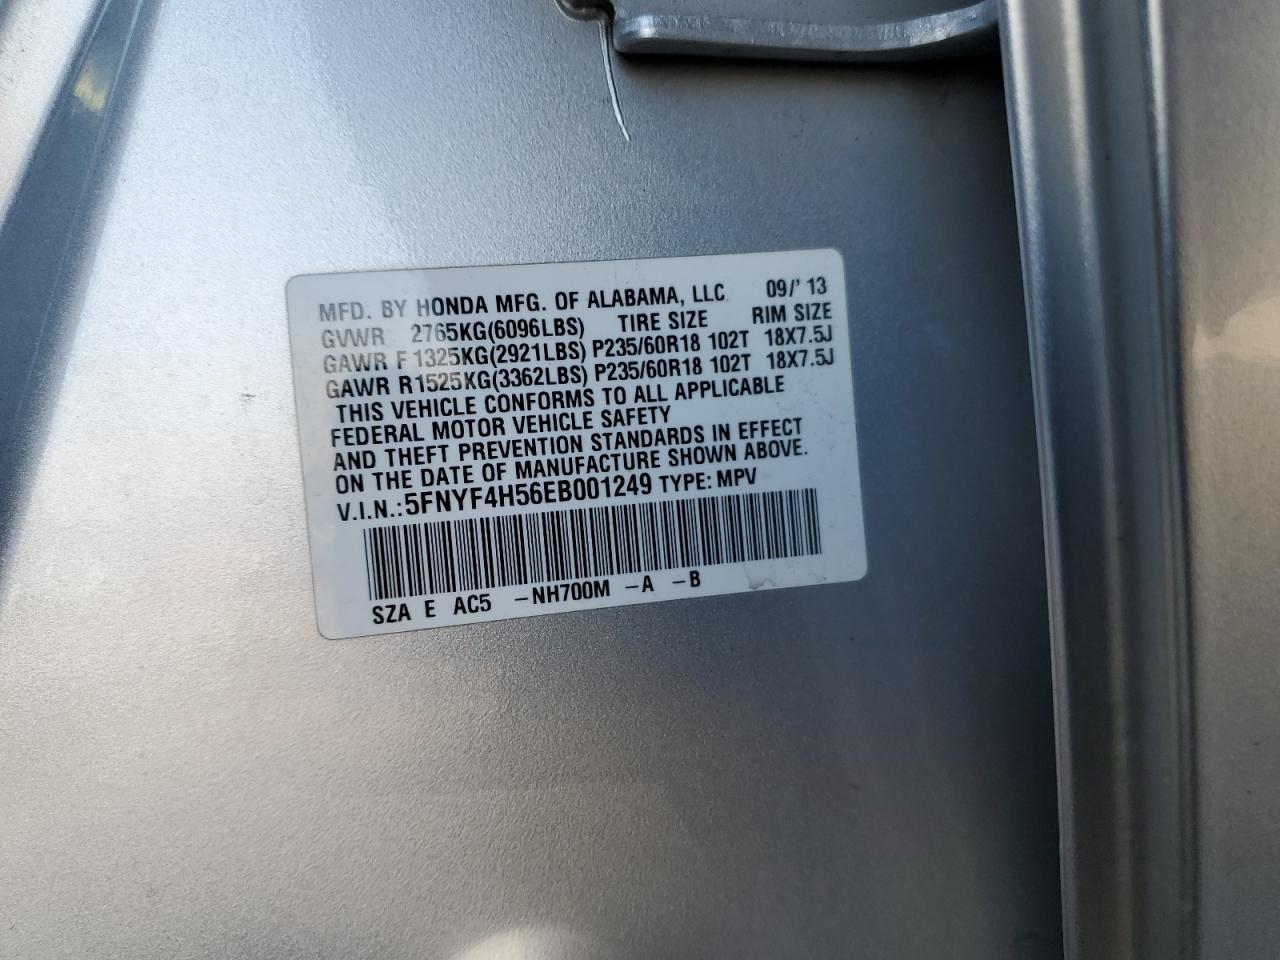 MFD. BY HONDA MFG. OF ALABAMA, LLC 09/'13
GVWR 2765KG(6096LBS) TIRE SIZE RIM SIZE
GAWR F 1325KG(2921LBS) P235/60R18 102T 18X7.5J
GAWR R1525KG(3362LBS) P235/60R18 102T 18X7.5J
THIS VEHICLE CONFORMS TO ALL APPLICABLE
FEDERAL MOTOR VEHICLE SAFETY
AND THEFT PREVENTION STANDARDS IN EFFECT
ON THE DATE OF MANUFACTURE SHOWN ABOVE.
V.I.N.:5FNYF4H56EB001249 TYPE: MPV
SZA E AC5 -NH700M -A -B